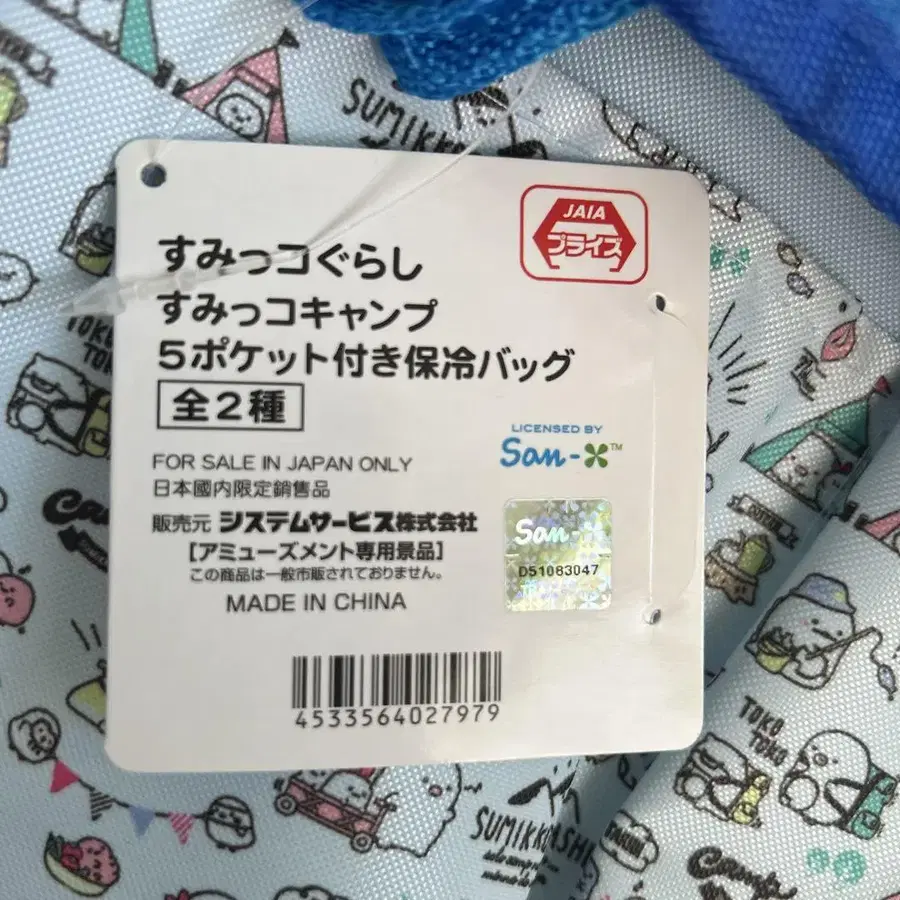 SUMIKKO
JAIA
プライズ
すみっコぐらし
すみっコキャンプ
5ポケット付き保冷バッグ
全2種
LICENSED BY
San-X™
FOR SALE IN JAPAN ONLY
日本國内限定銷售品
販売元 システムサービス株式会社
[アミューズメント専用景品]
この商品は一般市販されておりません。
MADE IN CHINA
San-X
D51083047
4533564027979
TOKO
TOKO
TOKO
TOKO